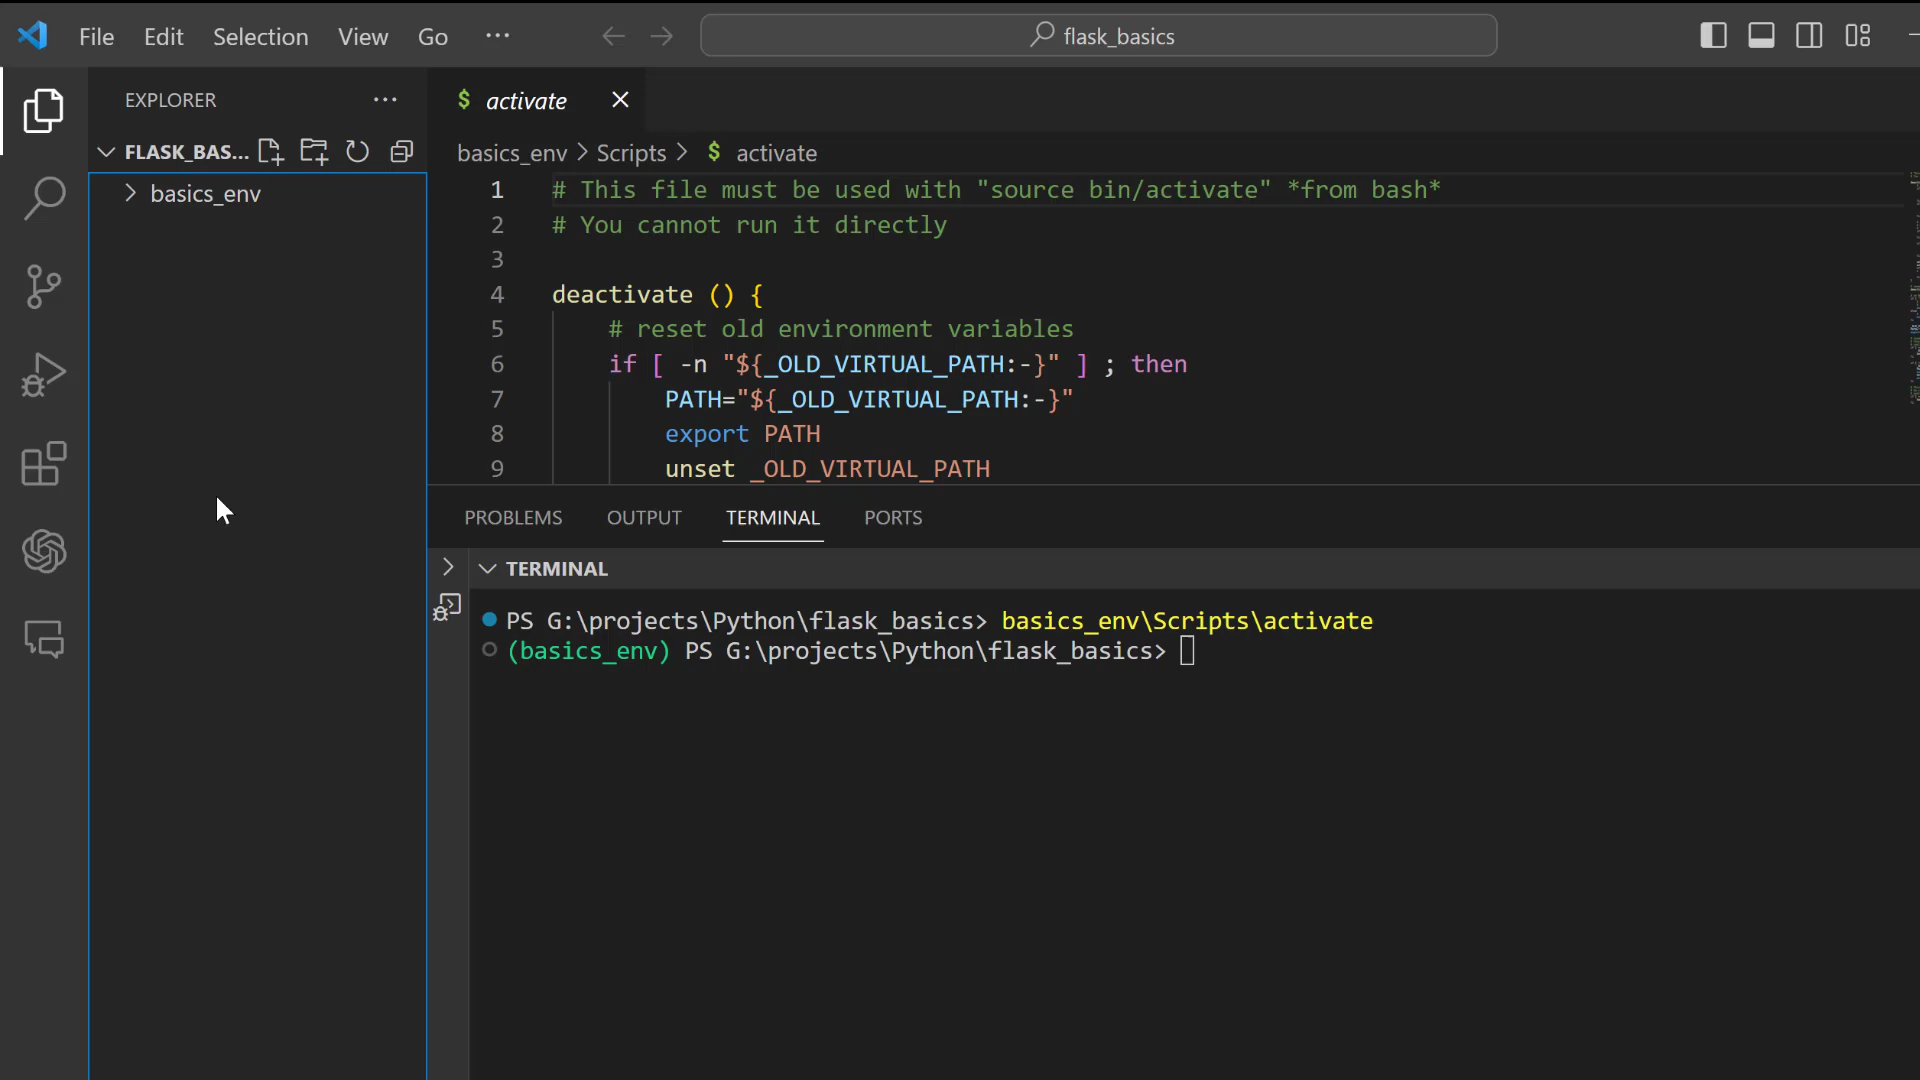 File Edit Selection View Go ... flask_basics
EXPLORER ...
FLASK_BAS...
basics_env
$ activate
basics_env > Scripts > $ activate
1 # This file must be used with "source bin/activate" *from bash*
2 # You cannot run it directly
3
4 deactivate () {
5 # reset old environment variables
6 if [ -n "${_OLD_VIRTUAL_PATH:-}" ] ; then
7 PATH="${_OLD_VIRTUAL_PATH:-}"
8 export PATH
9 unset _OLD_VIRTUAL_PATH
PROBLEMS OUTPUT TERMINAL PORTS
TERMINAL
PS G:\projects\Python\flask_basics> basics_env\Scripts\activate
(basics_env) PS G:\projects\Python\flask_basics>